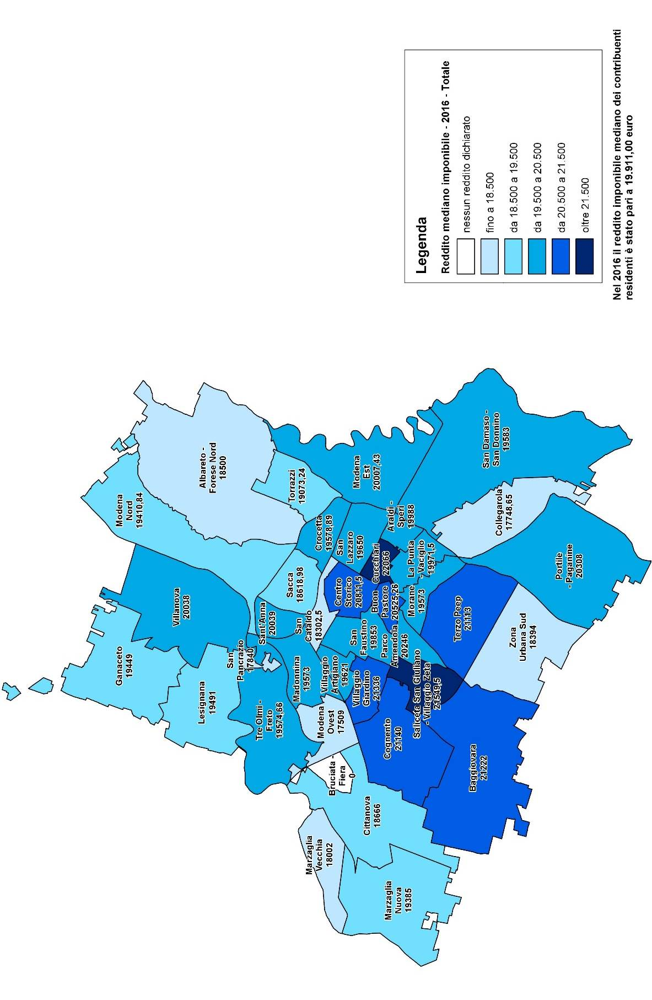 Ganaceto
19449
Modena
Nord
19410,84
Vilanova
20038
Albareto -
Forese Nord
18500
Lesignana
19491
San
Pancrazio
17840
Sant'Anna
20039
Sacca
18618,98
Torrazzi
19073,24
Tre Olmi -
Freto
19574,66
Madonnina
19573
San
Cataldo
18302,5
Crocetta
19578,89
San
Lazzaro
19650
Modena
Est
20007,43
Marzaglia
Vecchia
18002
Bruciata -
Fiera
0
Modena
Ovest
17509
Villaggio
Artigiano
19621
Centro
Storico
20811,5
Villaggio
Giardino
21336
San
Faustino
19853
Buon
Pastore
20525,26
Cucchiari
22066
Araldi -
Speri
19988
Marzaglia
Nuova
19385
Cittanova
18666
Cognento
21140
Parco
Amendola
20246
Morane
19573
La Punta
- Vaciglio
19971,5
Saliceta San Giuliano
- Villaggio Zeta
21549,5
Terzo Peep
21113
San Damaso -
San Donnino
19583
Baggiovara
21222
Collegarola
17748,65
Zona
Urbana Sud
18394
Portile
- Paganine
20308
Legenda
Reddito mediano imponibile - 2016 - Totale
nessun reddito dichiarato
fino a 18.500
da 18.500 a 19.500
da 19.500 a 20.500
da 20.500 a 21.500
oltre 21.500
Nel 2016 il reddito imponibile mediano dei contribuenti
residenti è stato pari a 19.911,00 euro